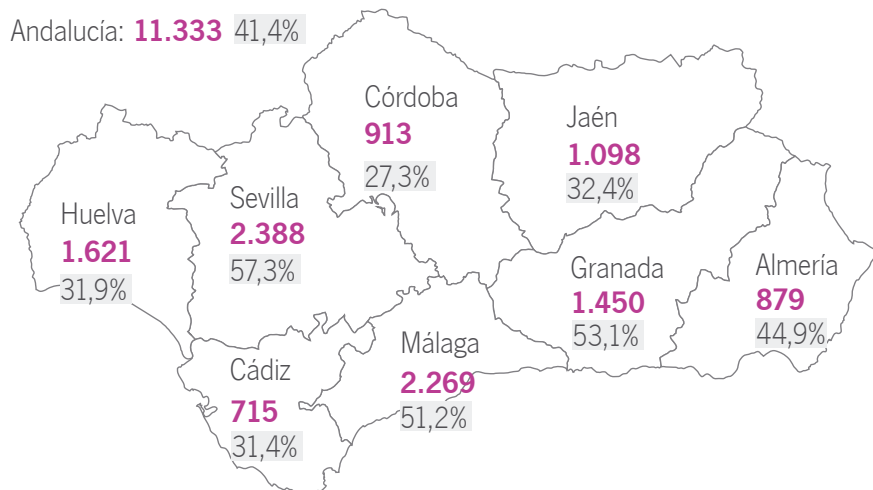 Andalucía: 11.333 41,4%
Córdoba
913
27,3%
Jaén
1.098
32,4%
Huelva
1.621
31,9%
Sevilla
2.388
57,3%
Granada
1.450
53,1%
Almería
879
44,9%
Cádiz
715
31,4%
Málaga
2.269
51,2%